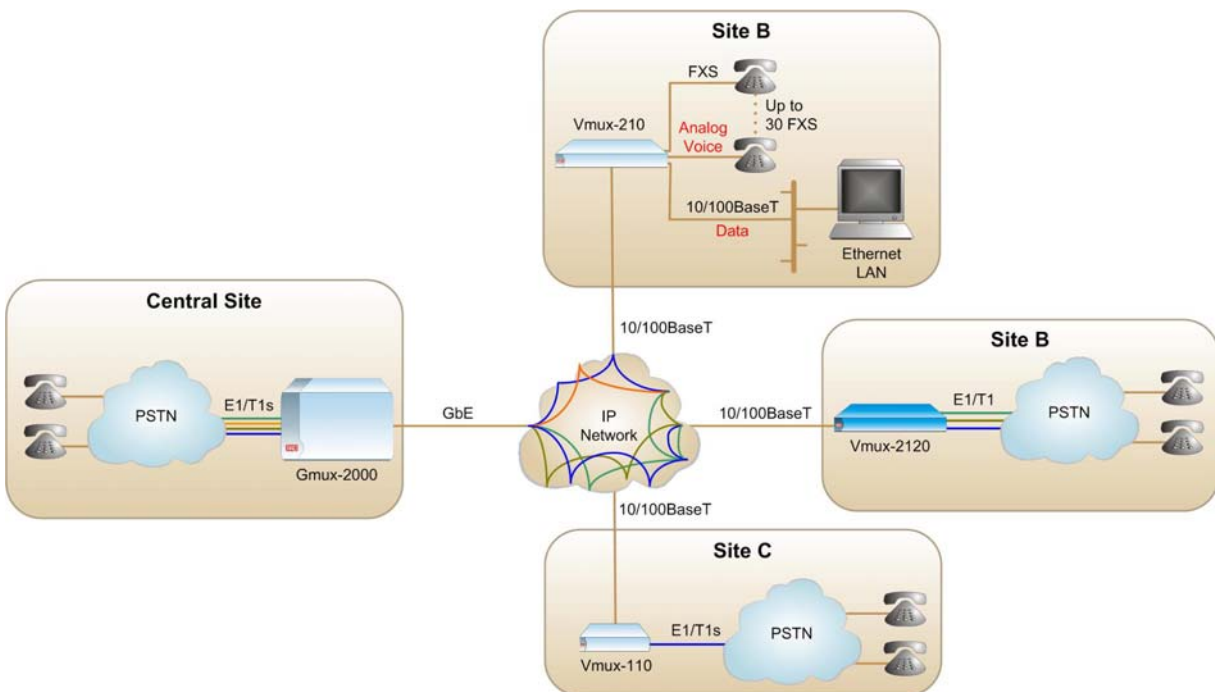 Site B
FXS
Up to
30 FXS
Vmux-210
Analog
Voice
10/100BaseT
Data
Ethernet
LAN
10/100BaseT
Central Site
PSTN
E1/T1s
Gmux-2000
GbE
IP
Network
10/100BaseT
Site B
E1/T1
Vmux-2120
PSTN
10/100BaseT
Site C
Vmux-110
E1/T1s
PSTN